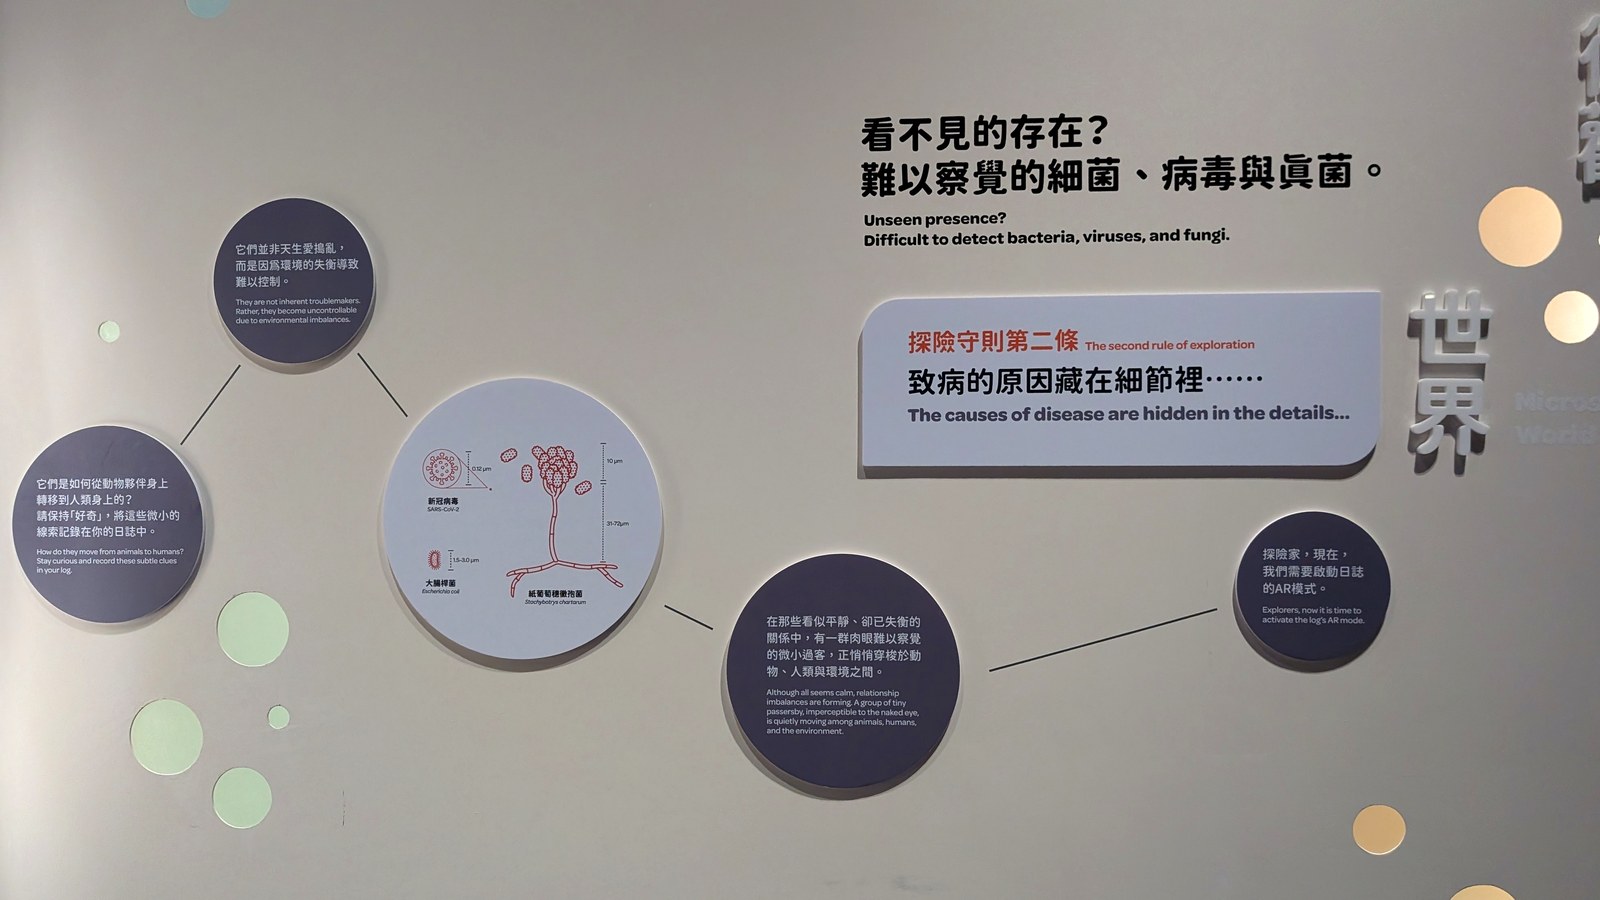 看不見的存在？
難以察覺的細菌、病毒與眞菌。
Unseen presence?
Difficult to detect bacteria, viruses, and fungi.
探險守則第二條 The second rule of exploration
致病的原因藏在細節裡⋯⋯
The causes of disease are hidden in the details...
世界
它們並非天生愛搗亂，
而是因爲環境的失衡導致
難以控制。
They are not inherent troublemakers.
Rather, they become uncontrollable
due to environmental imbalances.
它們是如何從動物夥伴身上
轉移到人類身上的？
請保持「好奇」，將這些微小的
線索記錄在你的日誌中。
How do they move from animals to humans?
Stay curious and record these subtle clues
in your log.
0.12 μm
新冠病毒
SARS-CoV-2
1.5–3.0 μm
大腸桿菌
Escherichia coli
10 μm
31-72μm
紙葡萄穗黴孢菌
Stachybotrys chartarum
在那些看似平靜、卻已失衡的
關係中，有一群肉眼難以察覺
的微小過客，正悄悄穿梭於動
物、人類與環境之間。
Although all seems calm, relationship
imbalances are forming. A group of tiny
passersby, imperceptible to the naked eye,
is quietly moving among animals, humans,
and the environment.
探險家，現在，
我們需要啟動日誌
的AR模式。
Explorers, now it is time to
activate the log's AR mode.